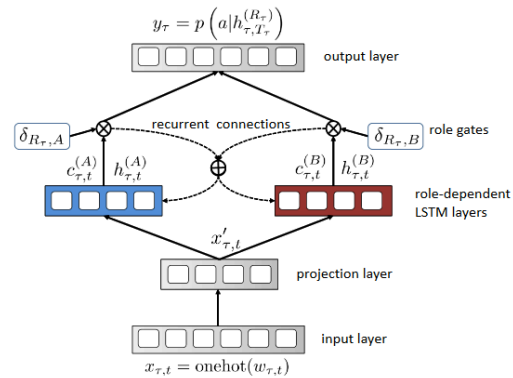 y_τ = p(a|h_{τ,T_τ}^{(R_τ)})
output layer
recurrent connections
δ_{R_τ,A}
δ_{R_τ,B}
role gates
c_{τ,t}^{(A)} h_{τ,t}^{(A)}
c_{τ,t}^{(B)} h_{τ,t}^{(B)}
role-dependent
LSTM layers
x'_{τ,t}
projection layer
input layer
x_{τ,t} = onehot(w_{τ,t})